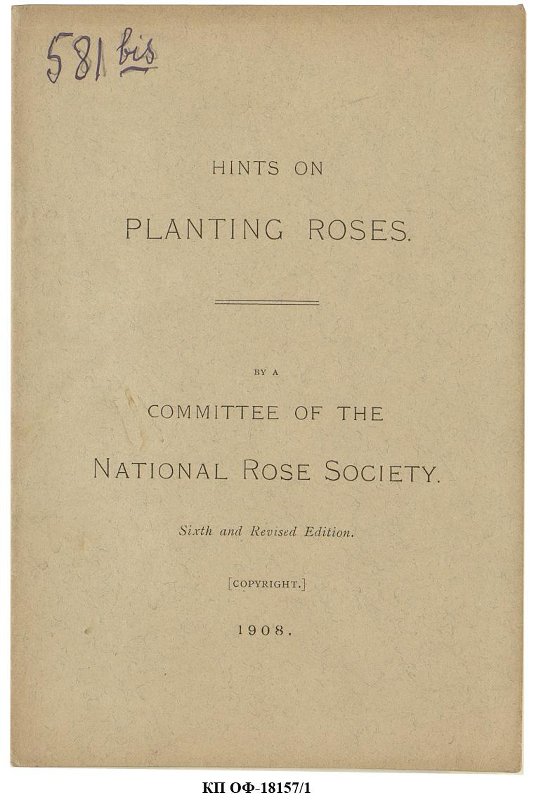 581 bis
HINTS ON
PLANTING ROSES.
BY A
COMMITTEE OF THE
NATIONAL ROSE SOCIETY.
Sixth and Revised Edition.
[COPYRIGHT.]
1908.
КП ОФ-18157/1